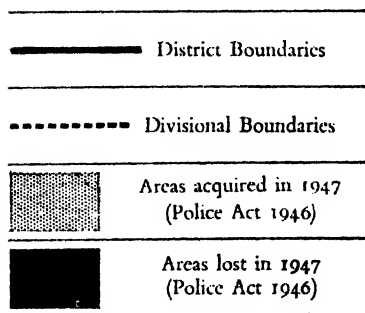 District Boundaries
Divisional Boundaries
Areas acquired in 1947
(Police Act 1946)
Areas lost in 1947
(Police Act 1946)